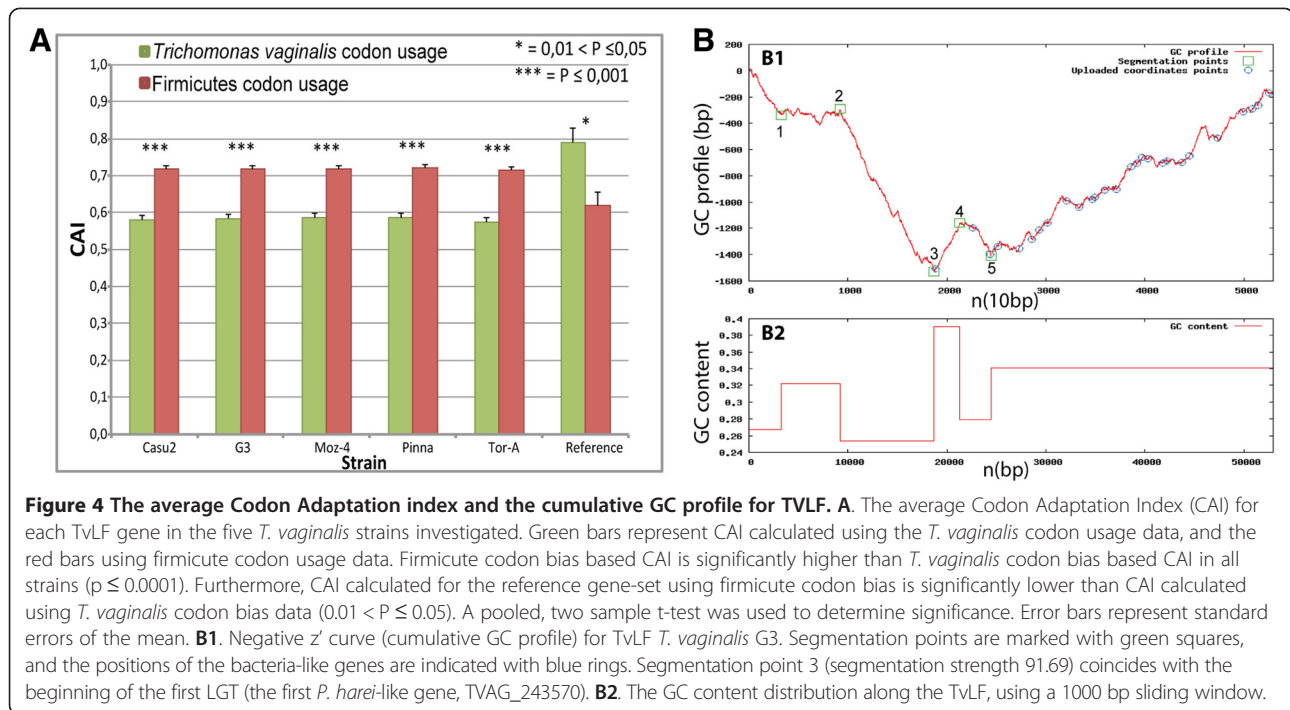 A
Trichomonas vaginalis codon usage
Firmicutes codon usage
* = 0,01 < P ≤0,05
*** = P ≤ 0,001
1,0
0,9
0,8
0,7
0,6
0,5
0,4
0,3
0,2
0,1
0,0
CAI
***
***
***
***
***
*
Casu2
G3
Moz-4
Pinna
Tor-A
Reference
Strain
B
B1
GC profile
Segmentation points
Uploaded coordinates points
200
0
-200
-400
-600
-800
-1000
-1200
-1400
-1600
GC profile (bp)
1
2
3
4
5
0
1000
2000
3000
4000
5000
n(10bp)
B2
GC content
0.4
0.38
0.36
0.34
0.32
0.3
0.28
0.26
0.24
GC content
0
10000
20000
30000
40000
50000
n(bp)
Figure 4 The average Codon Adaptation index and the cumulative GC profile for TVLF. A. The average Codon Adaptation Index (CAI) for
each TvLF gene in the five T. vaginalis strains investigated. Green bars represent CAI calculated using the T. vaginalis codon usage data, and the
red bars using firmicute codon usage data. Firmicute codon bias based CAI is significantly higher than T. vaginalis codon bias based CAI in all
strains (p ≤ 0.0001). Furthermore, CAI calculated for the reference gene-set using firmicute codon bias is significantly lower than CAI calculated
using T. vaginalis codon bias data (0.01 < P ≤ 0.05). A pooled, two sample t-test was used to determine significance. Error bars represent standard
errors of the mean. B1. Negative z' curve (cumulative GC profile) for TvLF T. vaginalis G3. Segmentation points are marked with green squares,
and the positions of the bacteria-like genes are indicated with blue rings. Segmentation point 3 (segmentation strength 91.69) coincides with the
beginning of the first LGT (the first P. harei-like gene, TVAG_243570). B2. The GC content distribution along the TvLF, using a 1000 bp sliding window.